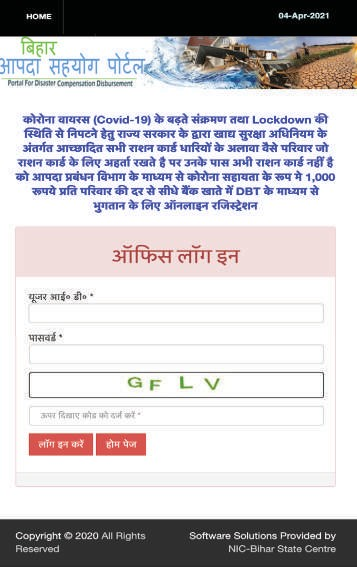 HOME
04-Apr-2021
बिहार
आपदा सहयोग पोर्टल
Portal For Disaster Compensation Disbursement
कोरोना वायरस (Covid-19) के बढ़ते संक्रमण तथा Lockdown की
स्थिति से निपटने हेतु राज्य सरकार के द्वारा खाद्य सुरक्षा अधिनियम के
अंतर्गत आच्छादित सभी राशन कार्ड धारियों के अलावा वैसे परिवार जो
राशन कार्ड के लिए अहर्ता रखते है पर उनके पास अभी राशन कार्ड नहीं है
को आपदा प्रबंधन विभाग के माध्यम से कोरोना सहायता के रूप मे 1,000
रूपये प्रति परिवार की दर से सीधे बैंक खाते में DBT के माध्यम से
भुगतान के लिए ऑनलाइन रजिस्ट्रेशन
ऑफिस लॉग इन
यूजर आई० डी० *
पासवर्ड *
G F L V
ऊपर दिखाए कोड को दर्ज करें *
लॉग इन करें
होम पेज
Copyright © 2020 All Rights
Reserved
Software Solutions Provided by
NIC-Bihar State Centre